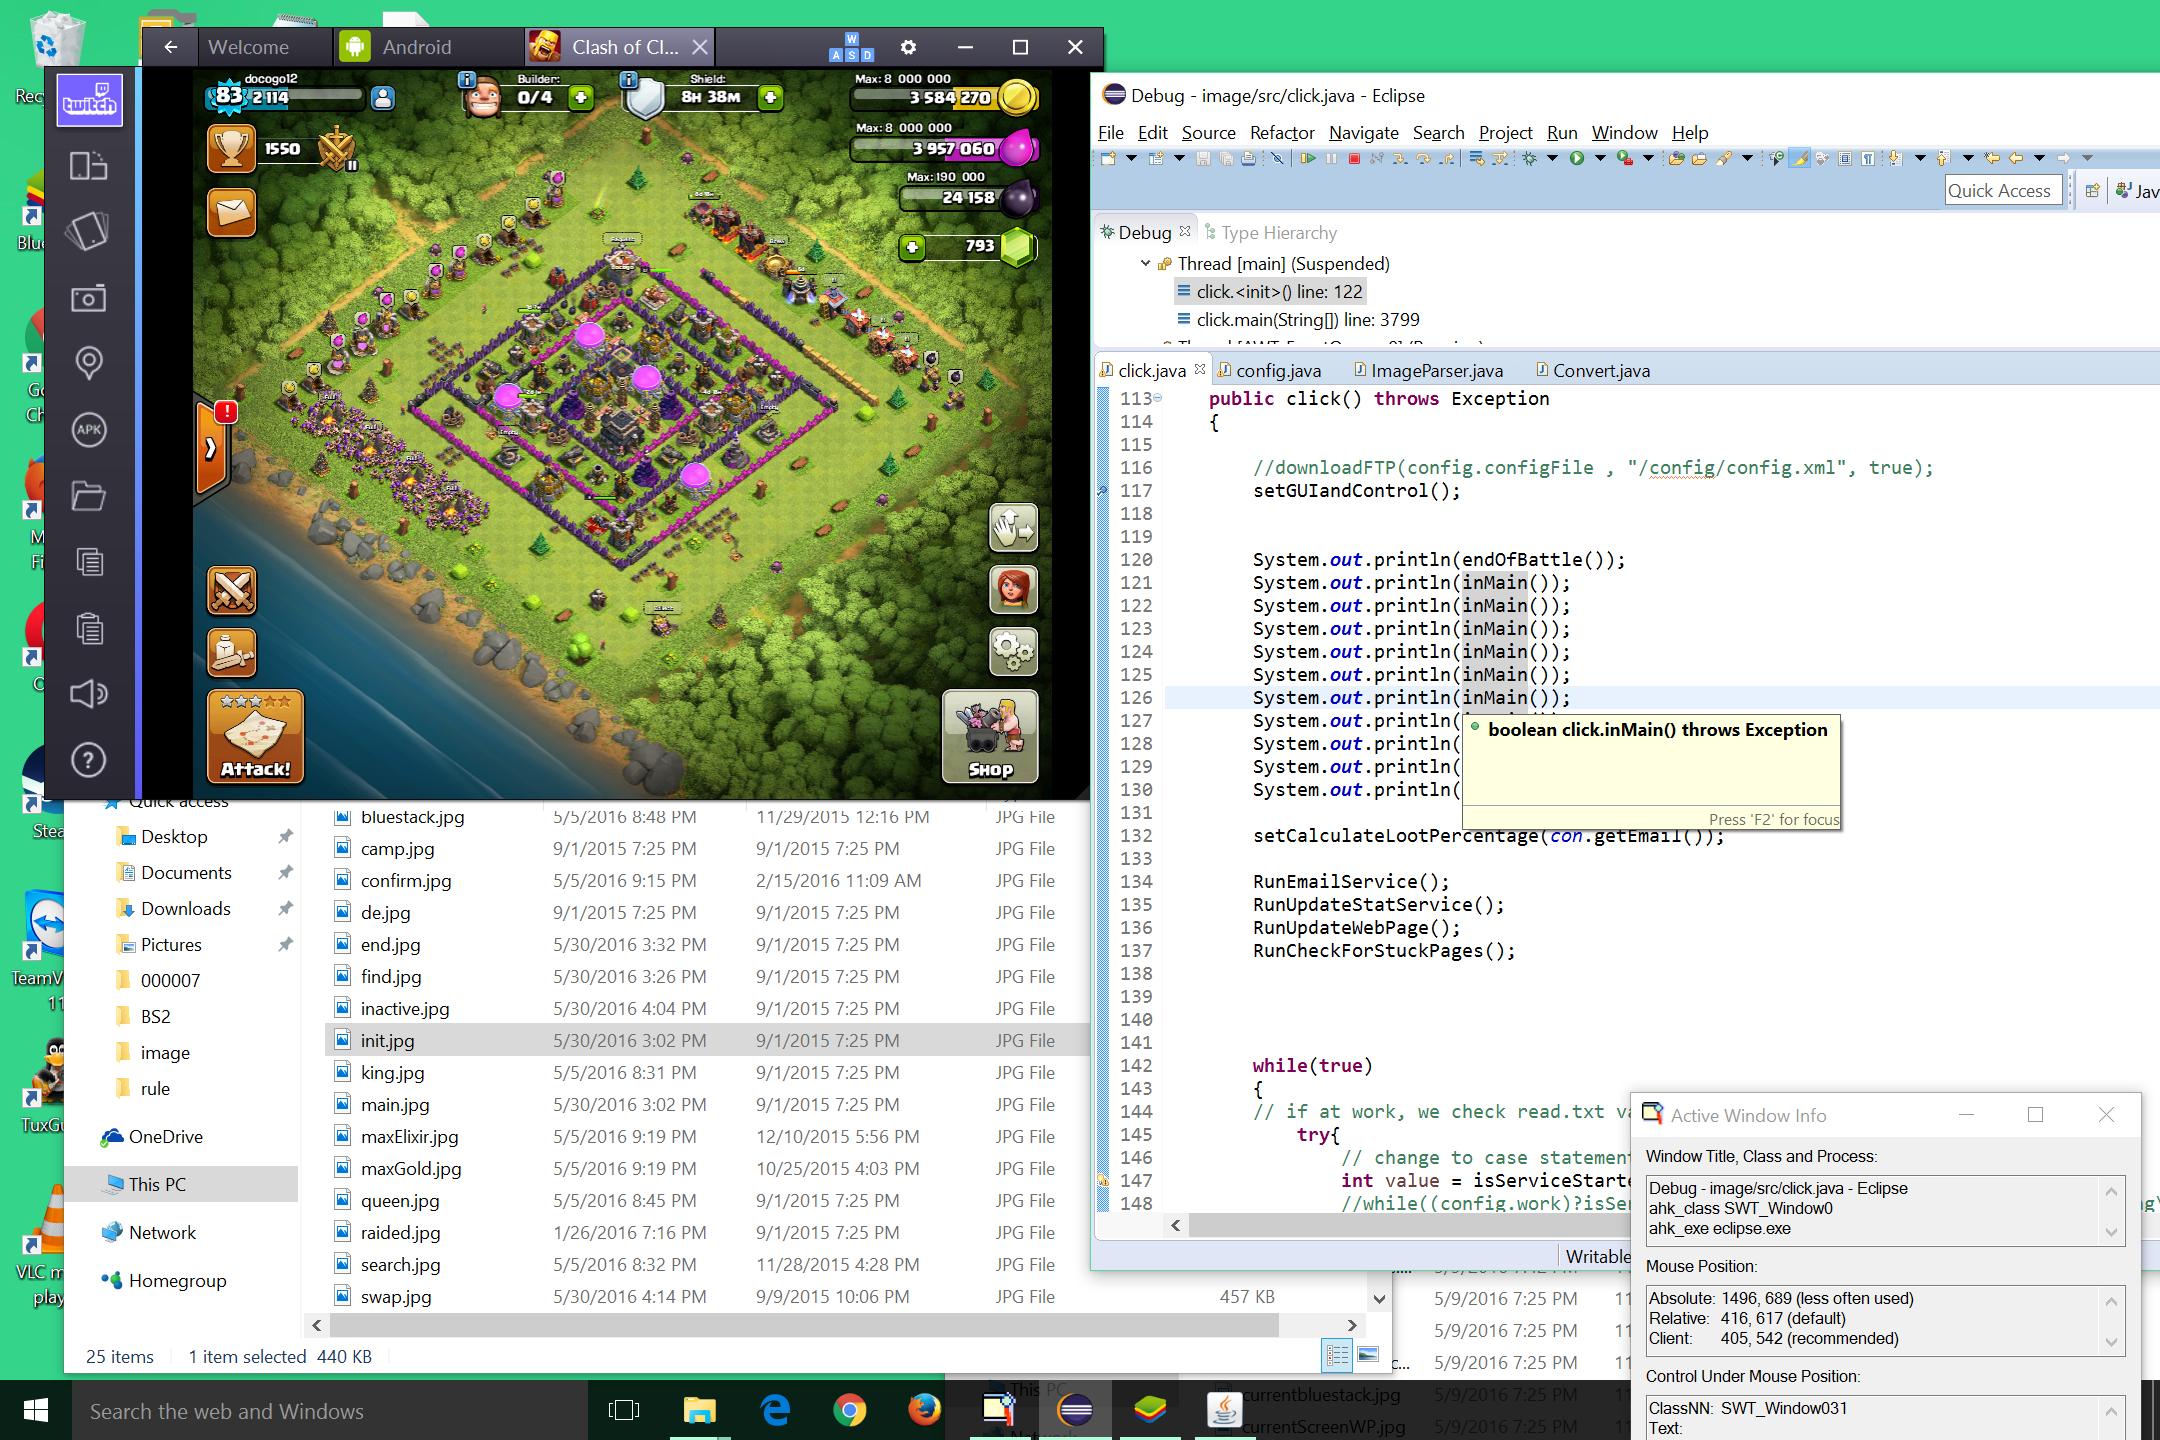 Welcome
Android
Clash of Cl...
W
A S D
twitch
APK
83
docogo12
2 114
Builder:
0/4
Shield:
8H 38M
Max: 8 000 000
3 584 270
Max: 8 000 000
3 957 060
Max: 190 000
24 158
793
1550
Attack!
Shop
Debug - image/src/click.java - Eclipse
File Edit Source Refactor Navigate Search Project Run Window Help
Quick Access
Jav
Debug
Type Hierarchy
Thread [main] (Suspended)
click.<init>() line: 122
click.main(String[]) line: 3799
click.java
config.java
ImageParser.java
Convert.java
113 public click() throws Exception
114 {
115
116 //downloadFTP(config.configFile , "/config/config.xml", true);
117 setGUIandControl();
118
119
120 System.out.println(endOfBattle());
121 System.out.println(inMain());
122 System.out.println(inMain());
123 System.out.println(inMain());
124 System.out.println(inMain());
125 System.out.println(inMain());
126 System.out.println(inMain());
127 System.out.println(
128 System.out.println(
129 System.out.println(
130 System.out.println(
boolean click.inMain() throws Exception
Press 'F2' for focus
131
132 setCalculateLootPercentage(con.getEmail());
133
134 RunEmailService();
135 RunUpdateStatService();
136 RunUpdateWebPage();
137 RunCheckForStuckPages();
138
139
140
141
142 while(true)
143 {
144 // if at work, we check read.txt va
145 try{
146 // change to case statement
147 int value = isServiceStarte
148 //while((config.work)?isSer
Writable
Quick access
Desktop
Documents
Downloads
Pictures
000007
BS2
image
rule
OneDrive
This PC
Network
Homegroup
bluestack.jpg 5/5/2016 8:48 PM 11/29/2015 12:16 PM JPG File
camp.jpg 9/1/2015 7:25 PM 9/1/2015 7:25 PM JPG File
confirm.jpg 5/5/2016 9:15 PM 2/15/2016 11:09 AM JPG File
de.jpg 9/1/2015 7:25 PM 9/1/2015 7:25 PM JPG File
end.jpg 5/30/2016 3:32 PM 9/1/2015 7:25 PM JPG File
find.jpg 5/30/2016 3:26 PM 9/1/2015 7:25 PM JPG File
inactive.jpg 5/30/2016 4:04 PM 9/1/2015 7:25 PM JPG File
init.jpg 5/30/2016 3:02 PM 9/1/2015 7:25 PM JPG File
king.jpg 5/5/2016 8:31 PM 9/1/2015 7:25 PM JPG File
main.jpg 5/30/2016 3:02 PM 9/1/2015 7:25 PM JPG File
maxElixir.jpg 5/5/2016 9:19 PM 12/10/2015 5:56 PM JPG File
maxGold.jpg 5/5/2016 9:19 PM 10/25/2015 4:03 PM JPG File
queen.jpg 5/5/2016 8:45 PM 9/1/2015 7:25 PM JPG File
raided.jpg 1/26/2016 7:16 PM 9/1/2015 7:25 PM JPG File
search.jpg 5/5/2016 8:32 PM 11/28/2015 4:28 PM JPG File
swap.jpg 5/30/2016 4:14 PM 9/9/2015 10:06 PM JPG File 457 KB
25 items 1 item selected 440 KB
5/9/2016 7:25 PM
5/9/2016 7:25 PM
5/9/2016 7:25 PM
currentbluestack.jpg 5/9/2016 7:25 PM
currentScreenWP.jpg 5/9/2016 7:25 PM
This PC
Active Window Info
Window Title, Class and Process:
Debug - image/src/click.java - Eclipse
ahk_class SWT_Window0
ahk_exe eclipse.exe
Mouse Position:
Absolute: 1496, 689 (less often used)
Relative: 416, 617 (default)
Client: 405, 542 (recommended)
Control Under Mouse Position:
ClassNN: SWT_Window031
Text:
Rec
Blue
Go
Ch
M
Fi
O
Stea
TeamV
11
TuxGu
VLC m
play
Search the web and Windows